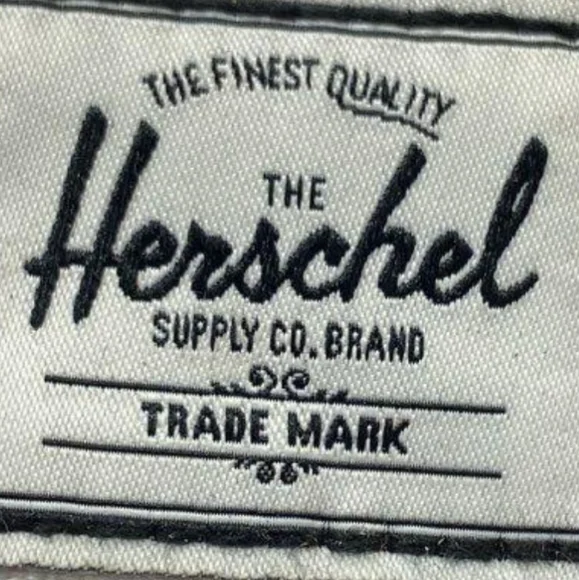 THE FINEST QUALITY
THE
Herschel
SUPPLY CO. BRAND
TRADE MARK